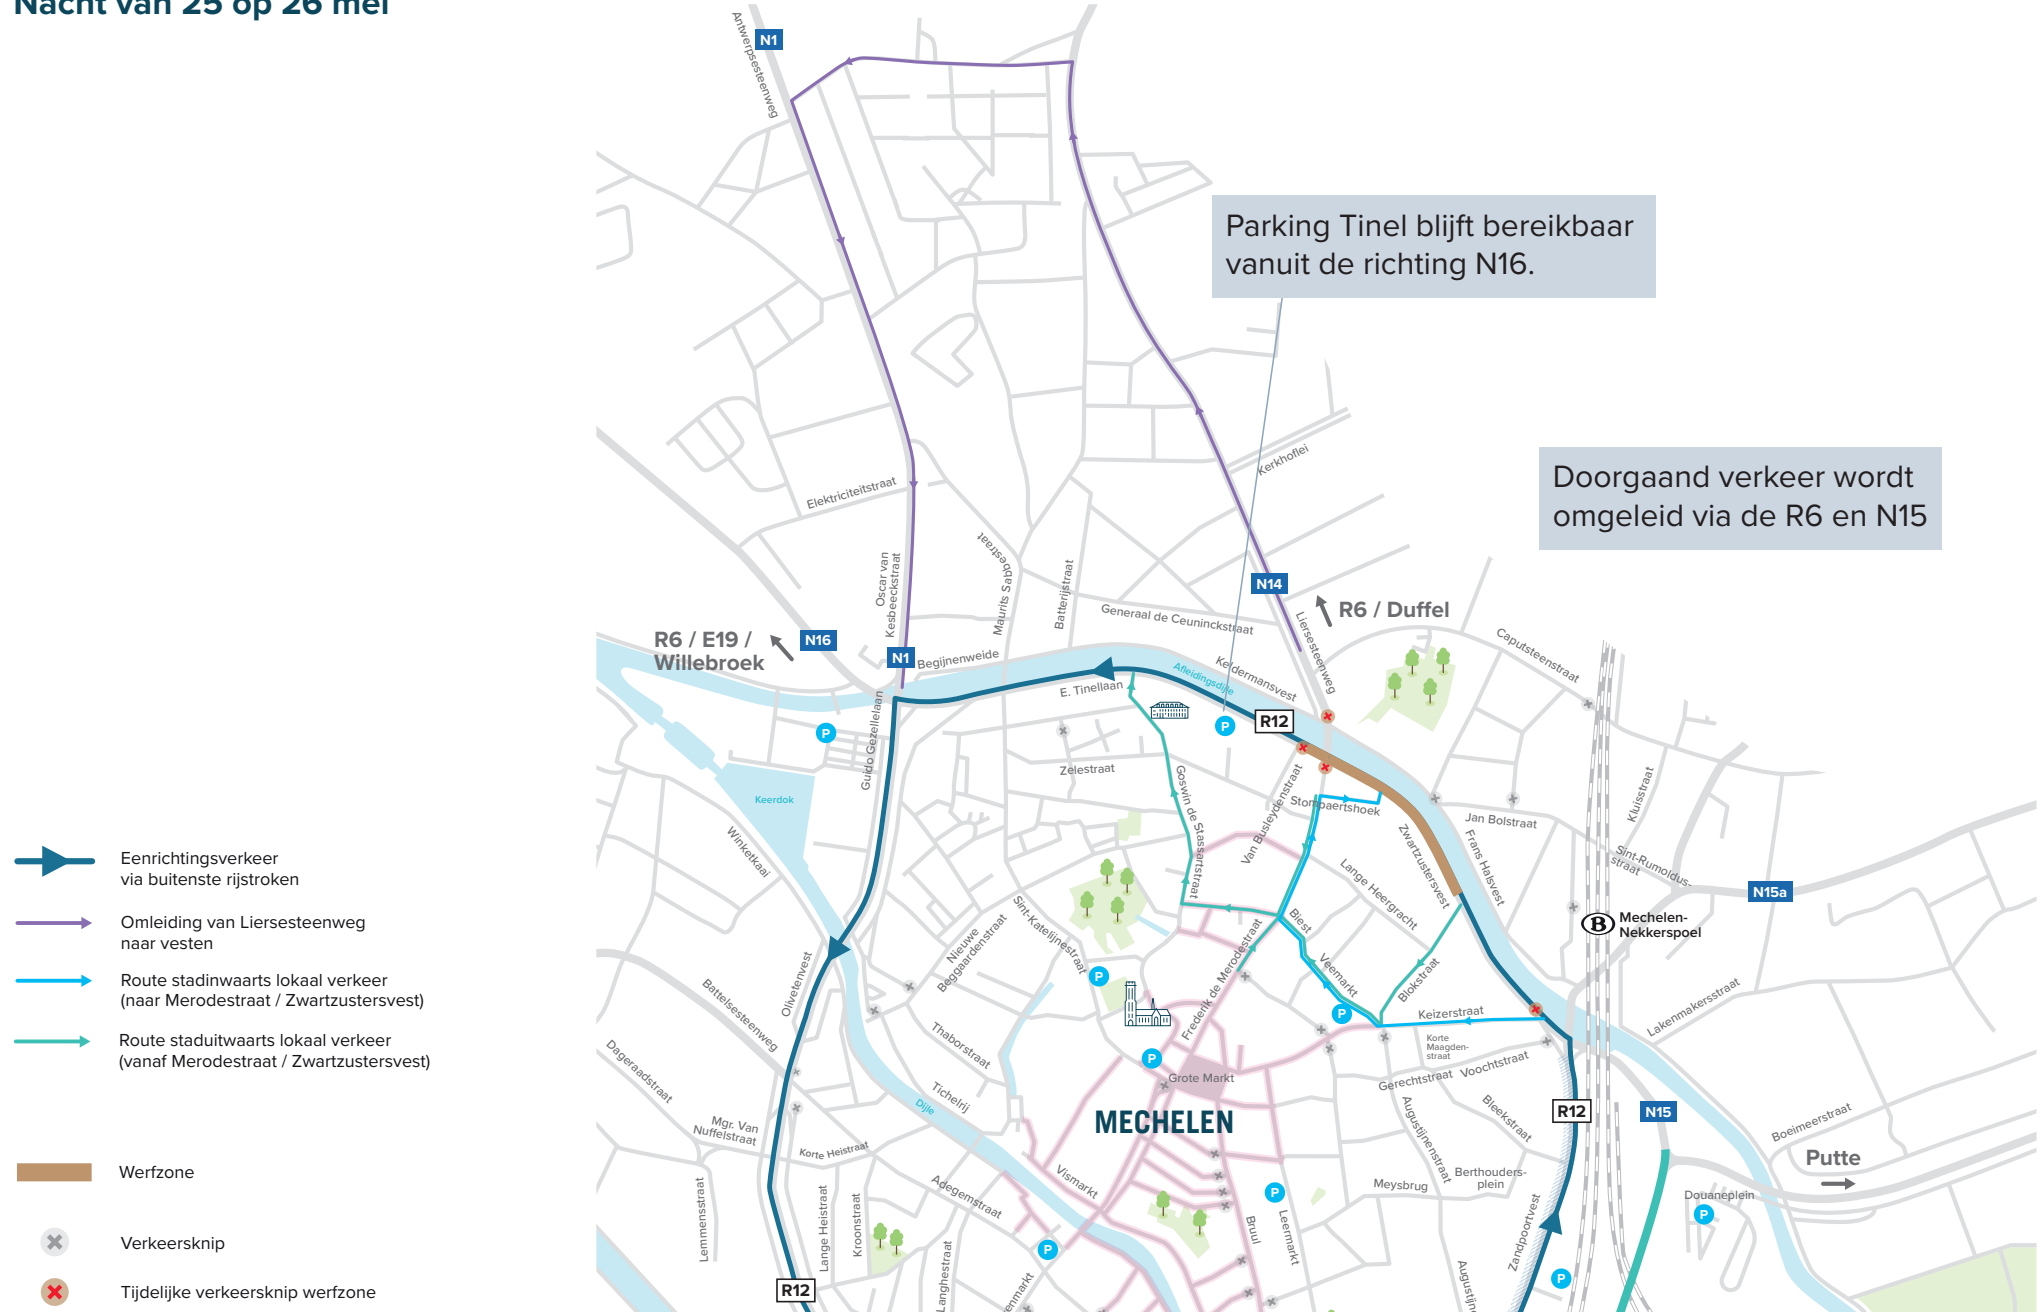 Nacht van 25 op 26 mei
N1
Antwerpsesteenweg
Parking Tinel blijft bereikbaar
vanuit de richting N16.
Kerkhoflei
Doorgaand verkeer wordt
omgeleid via de R6 en N15
Elektriciteitstraat
Oscar van
Kesbeeckstraat
Maurits Sabbestraat
Batterijstraat
N14
Generaal de Ceuninckstraat
R6 / Duffel
Liersesteenweg
Caputsteenstraat
R6 / E19 /
Willebroek
N16
N1
Begijnenweide
Keldermansvest
Afleidingsdijle
E. Tinellaan
Guido Gezellelaan
P
P
R12
Zelestraat
Goswin de Stassartstraat
Van Busleydenstraat
Stompaertshoek
Zwartzustersvest
Frans Halsvest
Jan Bolstraat
Kluisstraat
Sint-Rumoldus-
straat
N15a
Keerdok
Winketkaai
Lange Heergracht
Eenrichtingsverkeer
via buitenste rijstroken
Omleiding van Liersesteenweg
naar vesten
Route stadinwaarts lokaal verkeer
(naar Merodestraat / Zwartzustersvest)
Route staduitwaarts lokaal verkeer
(vanaf Merodestraat / Zwartzustersvest)
Werfzone
Verkeersknip
Tijdelijke verkeersknip werfzone
B
Mechelen-
Nekkerspoel
Sint-Katelijnestraat
Nieuwe
Beggaardenstraat
Biest
Veemarkt
Blokstraat
Frederik de Merodestraat
Olivetenvest
Battelsesteenweg
P
P
Keizerstraat
Lakenmakersstraat
Thaborstraat
Korte
Maagden-
straat
Voochtstraat
Gerechtstraat
P
Grote Markt
Dageraadstraat
Tichelrij
Dijle
MECHELEN
Augustijnenstraat
Bleekstraat
R12
N15
Boeimeerstraat
Mgr. Van
Nuffelstraat
Korte Heistraat
Putte
Vismarkt
Adegemstraat
Berthouders-
plein
Meysbrug
Douaneplein
P
P
Lemmensstraat
Lange Heistraat
Kroonstraat
Bruul
Leermarkt
Zandpoortvest
P
P
Langhestraat
R12